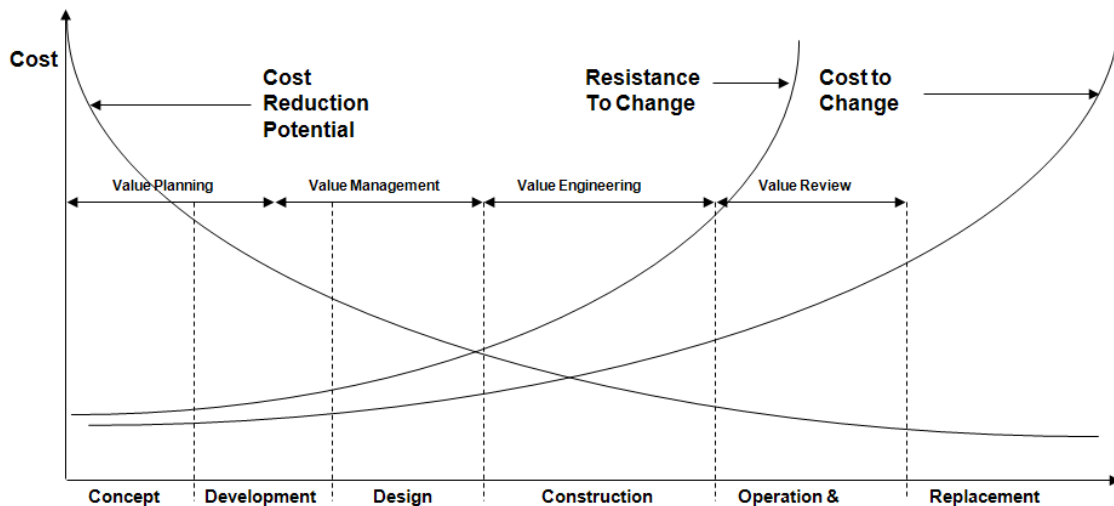 Cost
Cost
Reduction
Potential
Resistance
To Change
Cost to
Change
Value Planning
Value Management
Value Engineering
Value Review
Concept
Development
Design
Construction
Operation &
Replacement